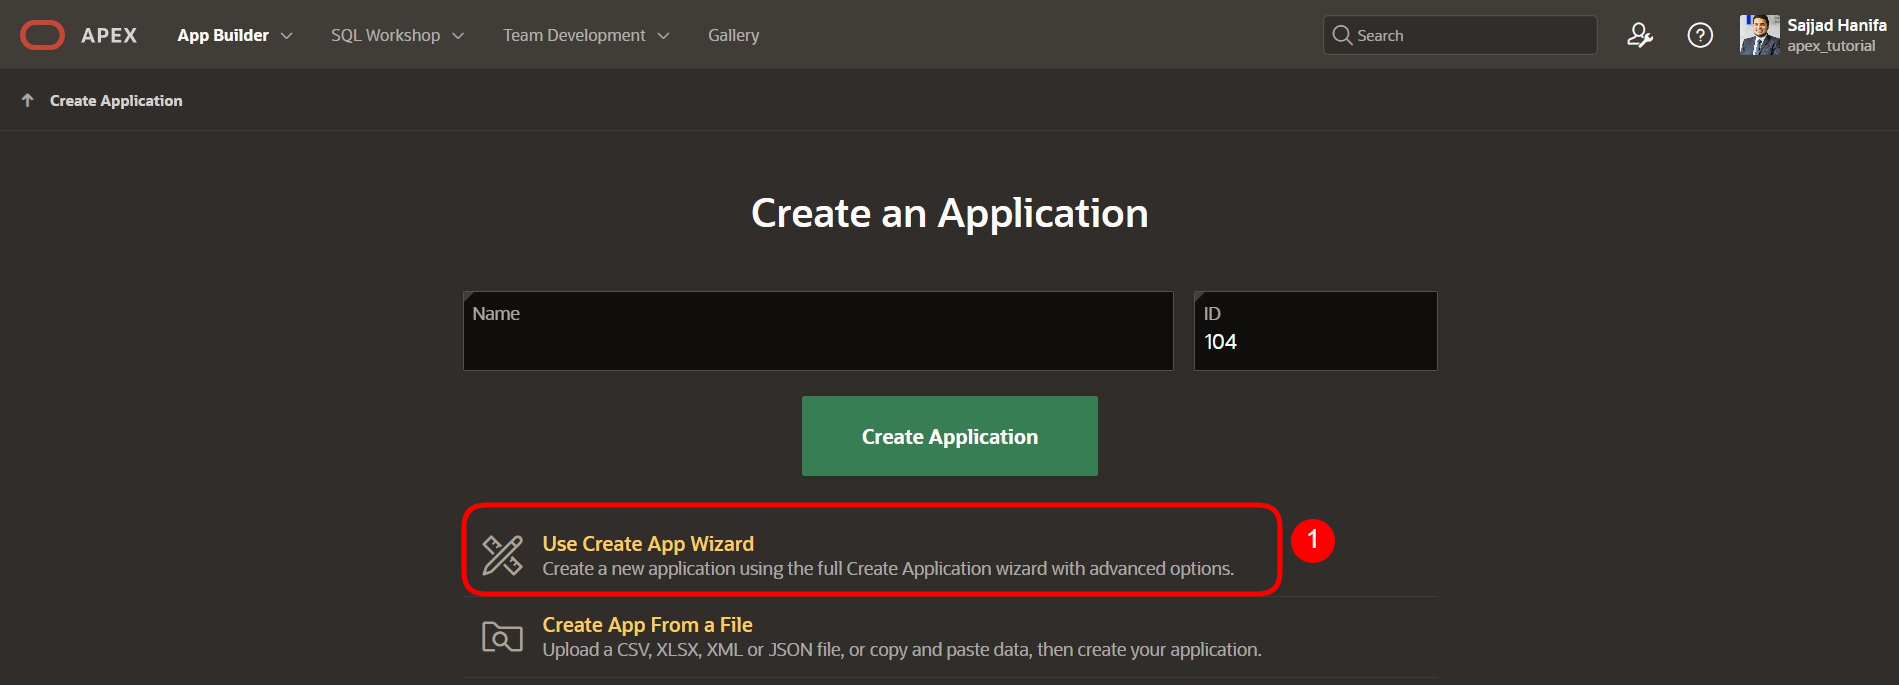 APEX
App Builder
SQL Workshop
Team Development
Gallery
Search
?
Sajjad Hanifa
apex_tutorial
Create Application
Create an Application
Name
ID
104
Create Application
Use Create App Wizard
Create a new application using the full Create Application wizard with advanced options.
1
Create App From a File
Upload a CSV, XLSX, XML or JSON file, or copy and paste data, then create your application.